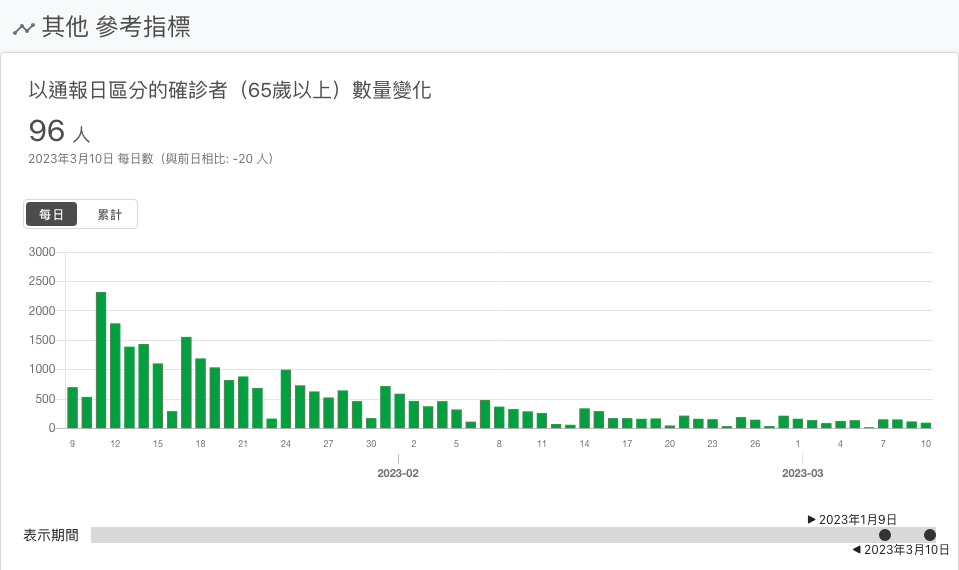 其他 參考指標
以通報日區分的確診者（65歲以上）數量變化
96 人
2023年3月10日 每日數（與前日相比: -20 人）
每日 累計
3000
2500
2000
1500
1000
500
0
9 12 15 18 21 24 27 30 2 5 8 11 14 17 20 23 26 1 4 7 10
2023-02 2023-03
▶ 2023年1月9日
表示期間
◀ 2023年3月10日